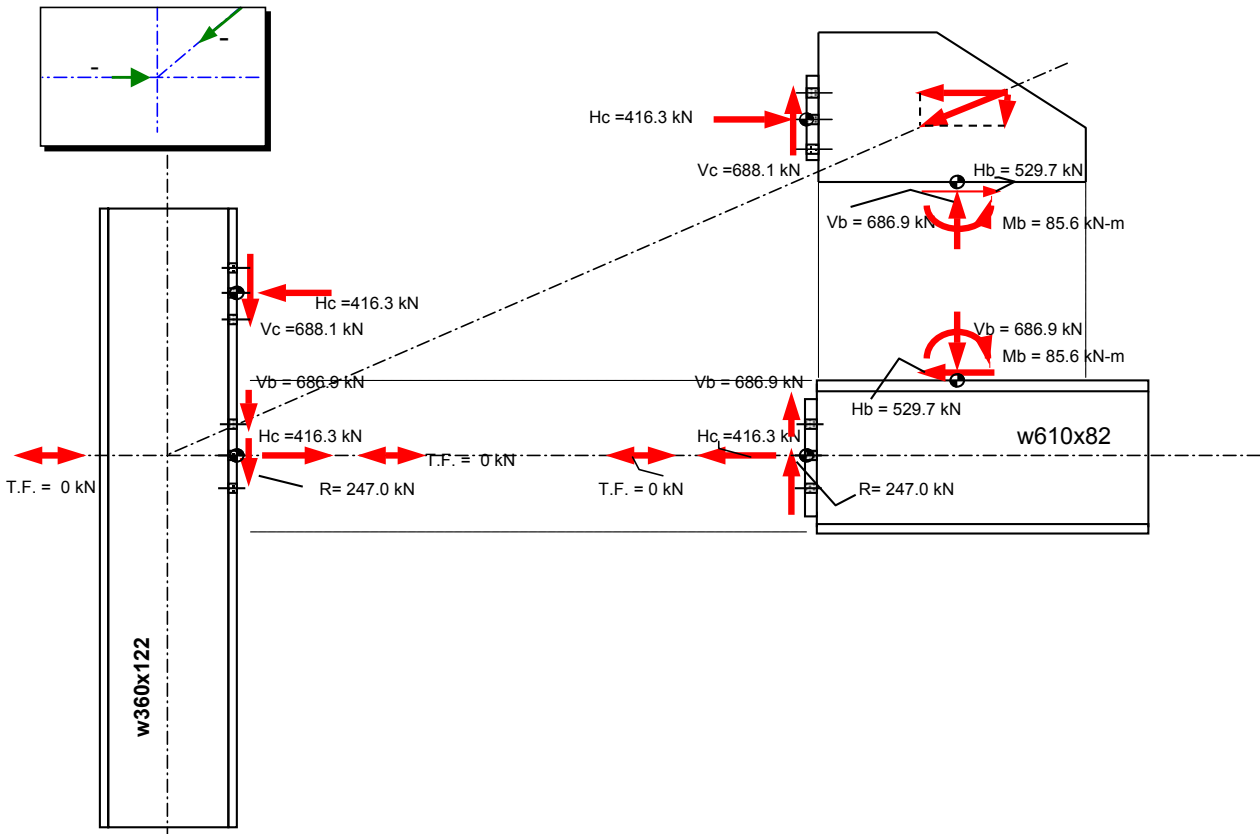 -
-
Hc =416.3 kN
Vc =688.1 kN
Hb = 529.7 kN
Vb = 686.9 kN
Mb = 85.6 kN-m
Hc =416.3 kN
Vc =688.1 kN
Vb = 686.9 kN
Mb = 85.6 kN-m
Vb = 686.9 kN
Vb = 686.9 kN
Hb = 529.7 kN
Hc =416.3 kN
Hc =416.3 kN
w610x82
T.F. =  0 kN
T.F. =  0 kN
R= 247.0 kN
T.F. = 0 kN
R= 247.0 kN
w360x122